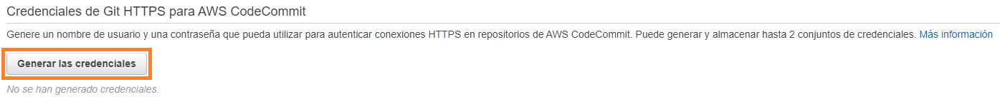 Credenciales de Git HTTPS para AWS CodeCommit
Genere un nombre de usuario y una contraseña que pueda utilizar para autenticar conexiones HTTPS en repositorios de AWS CodeCommit. Puede generar y almacenar hasta 2 conjuntos de credenciales. Más información
Generar las credenciales
No se han generado credenciales.